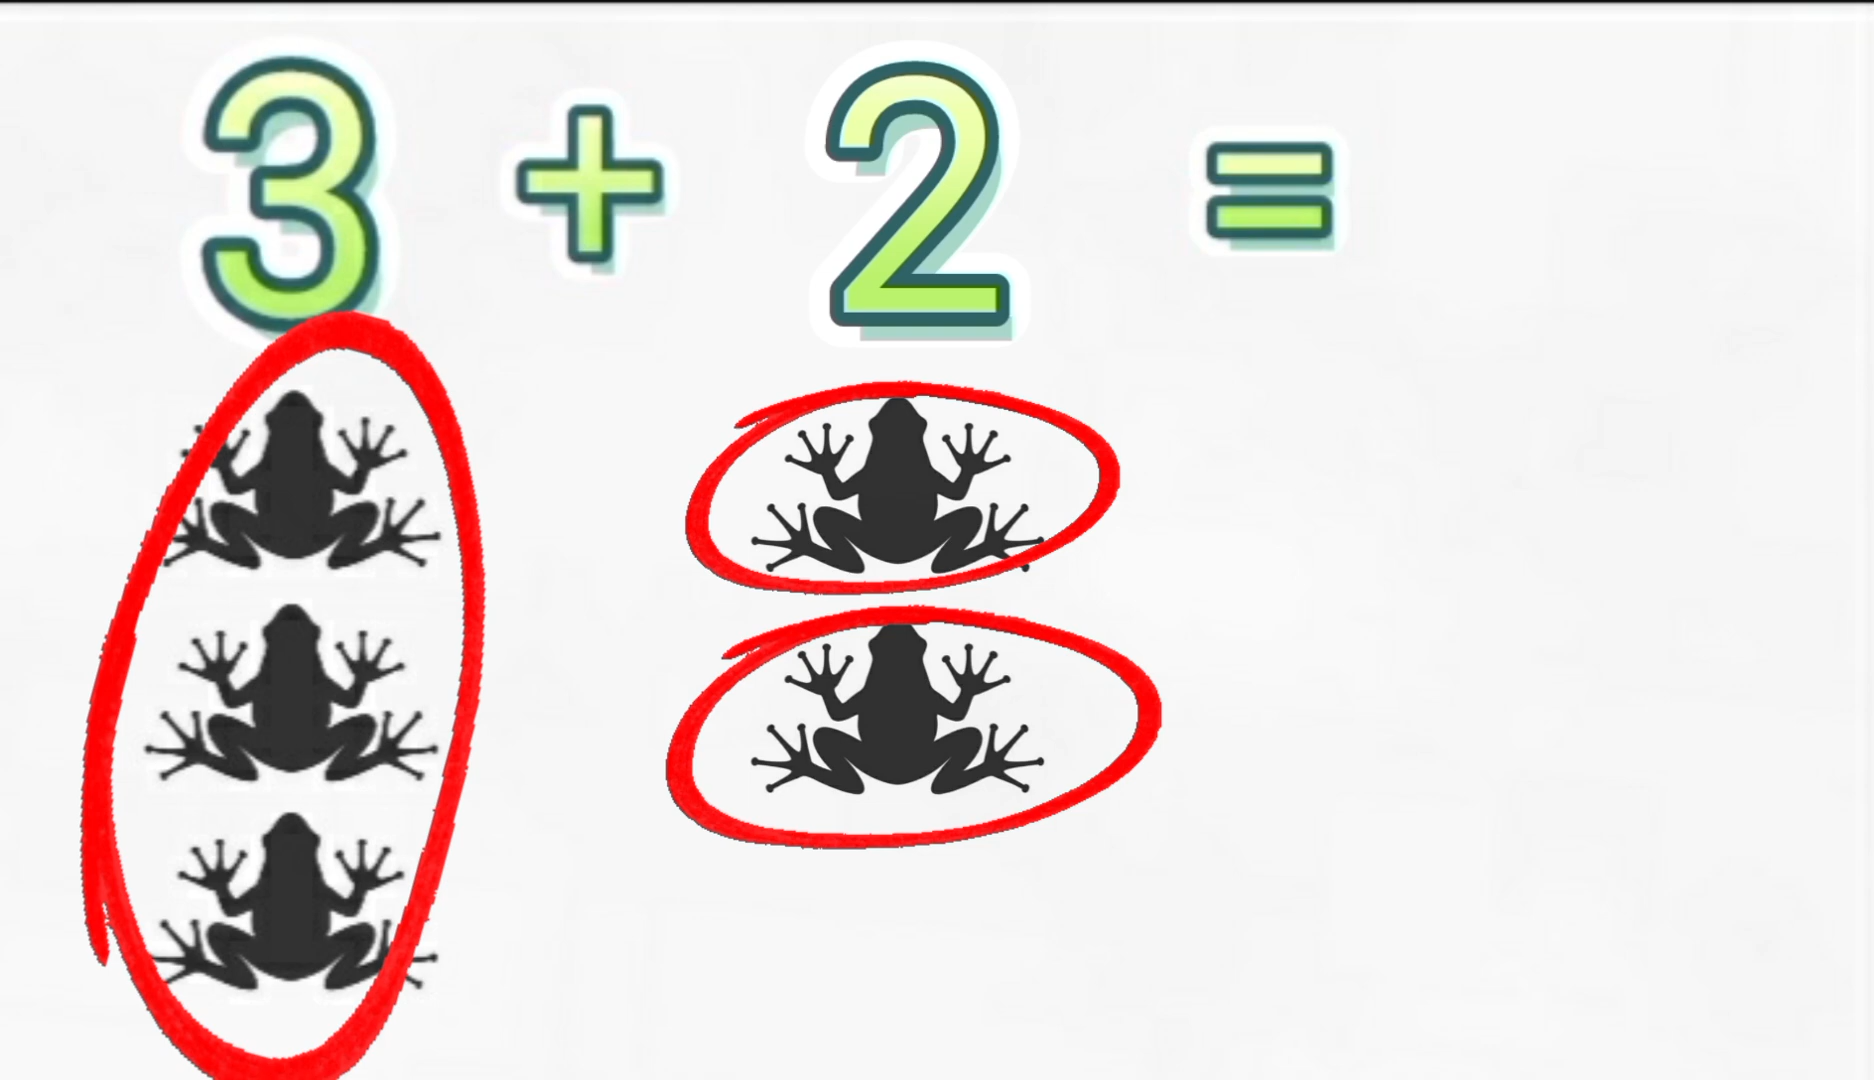 3 + 2 =